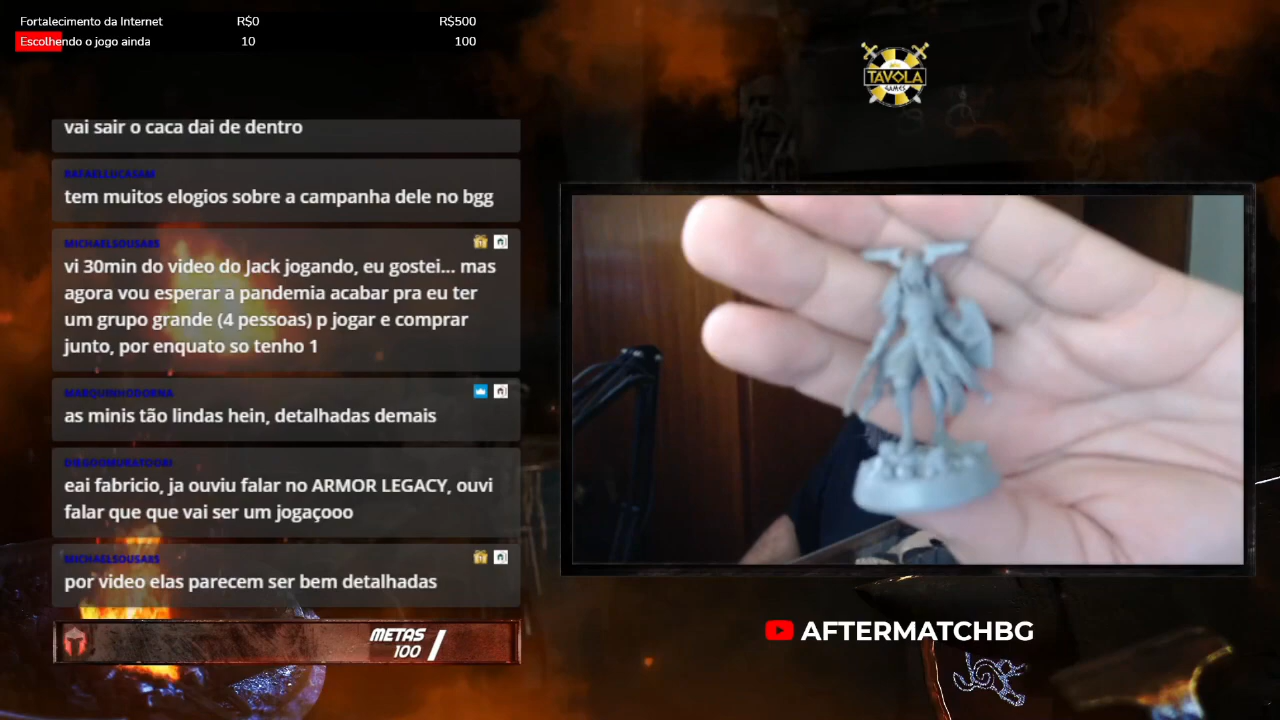 Fortalecimento da Internet R$0 R$500
Escolhendo o jogo ainda 10 100
TAVOLA
GAMES
vai sair o caca dai de dentro
RAFAELLUCASSM
tem muitos elogios sobre a campanha dele no bgg
MICHAELSOUSA85
vi 30min do video do Jack jogando, eu gostei... mas
agora vou esperar a pandemia acabar pra eu ter
um grupo grande (4 pessoas) p jogar e comprar
junto, por enquato so tenho 1
MARQUINHODORNA
as minis tão lindas hein, detalhadas demais
eai fabricio, ja ouviu falar no ARMOR LEGACY, ouvi
falar que que vai ser um jogaçooo
MICHAELSOUSA85
por video elas parecem ser bem detalhadas
METAS
100 /
AFTERMATCHBG